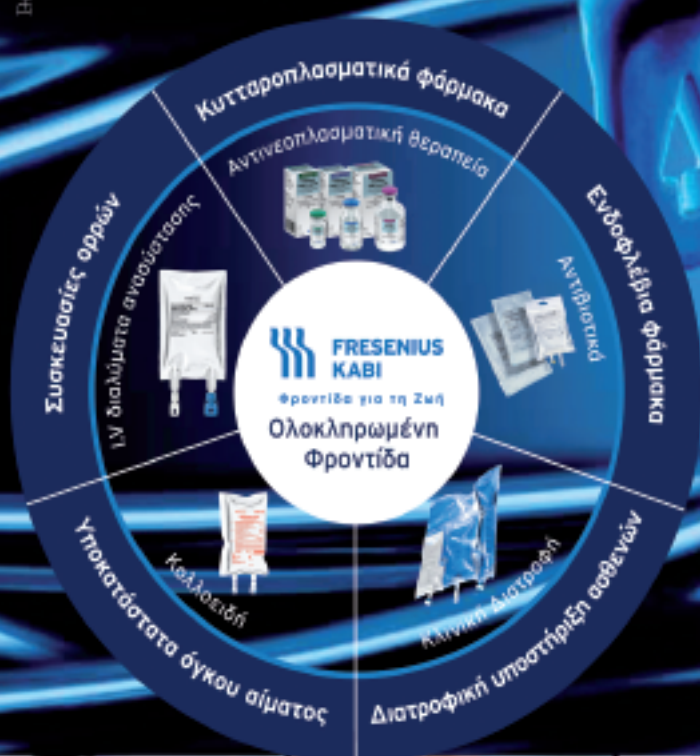 Κυτταροπλασματικά φάρμακα
Αντινεοπλασματική θεραπεία
Ενδοφλέβια φάρμακα
Αντιβιοτικά
Διατροφική υποστήριξη ασθενών
Κλινική Διατροφή
Υποκατάστατα όγκου αίματος
Κολλοειδή
Συσκευασίες ορρών
I.V διαλύματα ανασύστασης
FRESENIUS
KABI
Φροντίδα για τη Ζωή
Ολοκληρωμένη
Φροντίδα